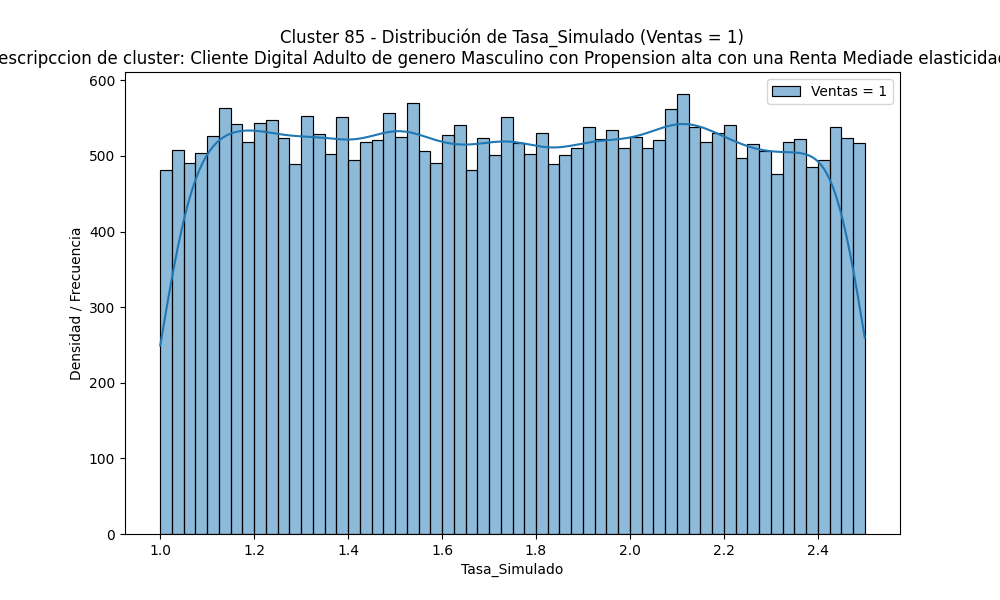 Cluster 85 - Distribución de Tasa_Simulado (Ventas = 1)
escripccion de cluster: Cliente Digital Adulto de genero Masculino con Propension alta con una Renta Mediade elasticidad
Ventas = 1
600
500
400
300
200
100
0
Densidad / Frecuencia
1.0 1.2 1.4 1.6 1.8 2.0 2.2 2.4
Tasa_Simulado